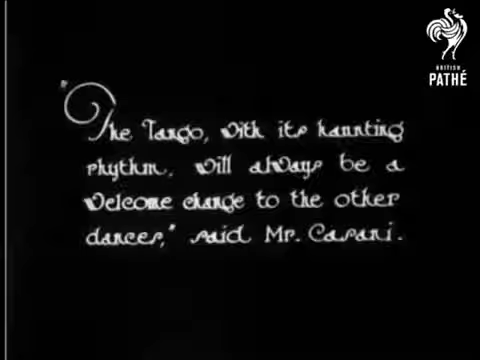 BRITISH
PATHÉ
"The Tango, with its haunting
rhythm, will always be a
welcome change to the other
dances," said Mr. Casani.